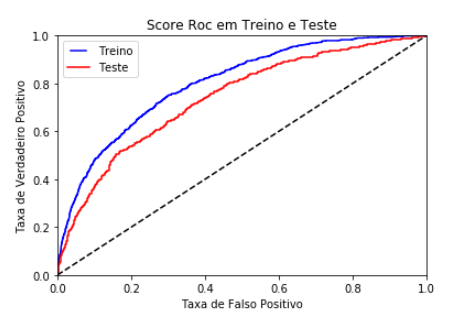 Score Roc em Treino e Teste
Treino
Teste
Taxa de Verdadeiro Positivo
1.0
0.8
0.6
0.4
0.2
0.0
0.0 0.2 0.4 0.6 0.8 1.0
Taxa de Falso Positivo